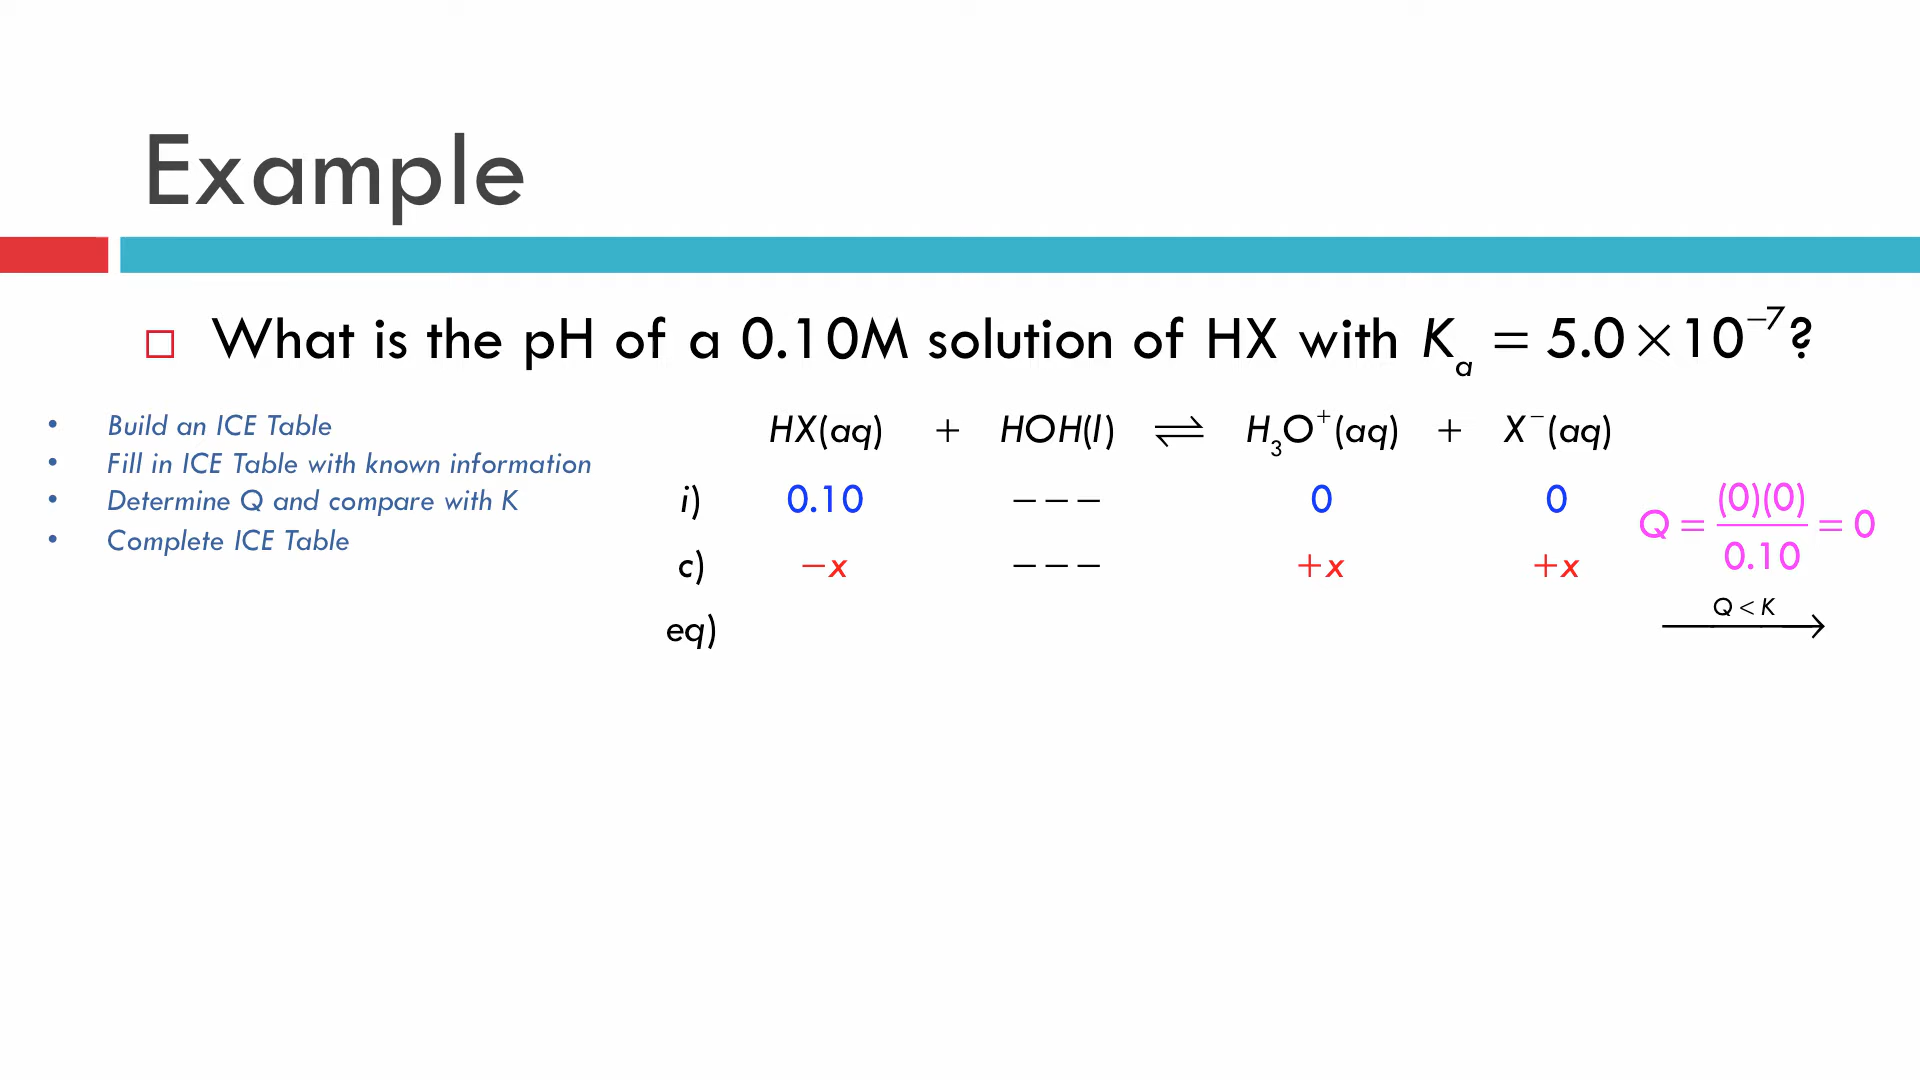 Example
□ What is the pH of a 0.10M solution of HX with Kₐ = 5.0×10⁻⁷?
• Build an ICE Table
• Fill in ICE Table with known information
• Determine Q and compare with K
• Complete ICE Table
HX(aq) + HOH(l) ⇌ H₃O⁺(aq) + X⁻(aq)
i) 0.10 −−− 0 0
c) −x −−− +x +x
eq)
Q = (0)(0)/0.10 = 0
Q < K
→